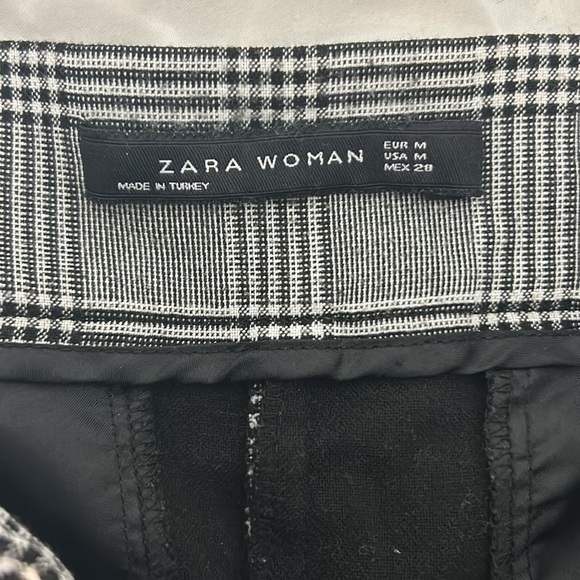 ZARA WOMAN
EUR M
USA M
MEX 28
MADE IN TURKEY